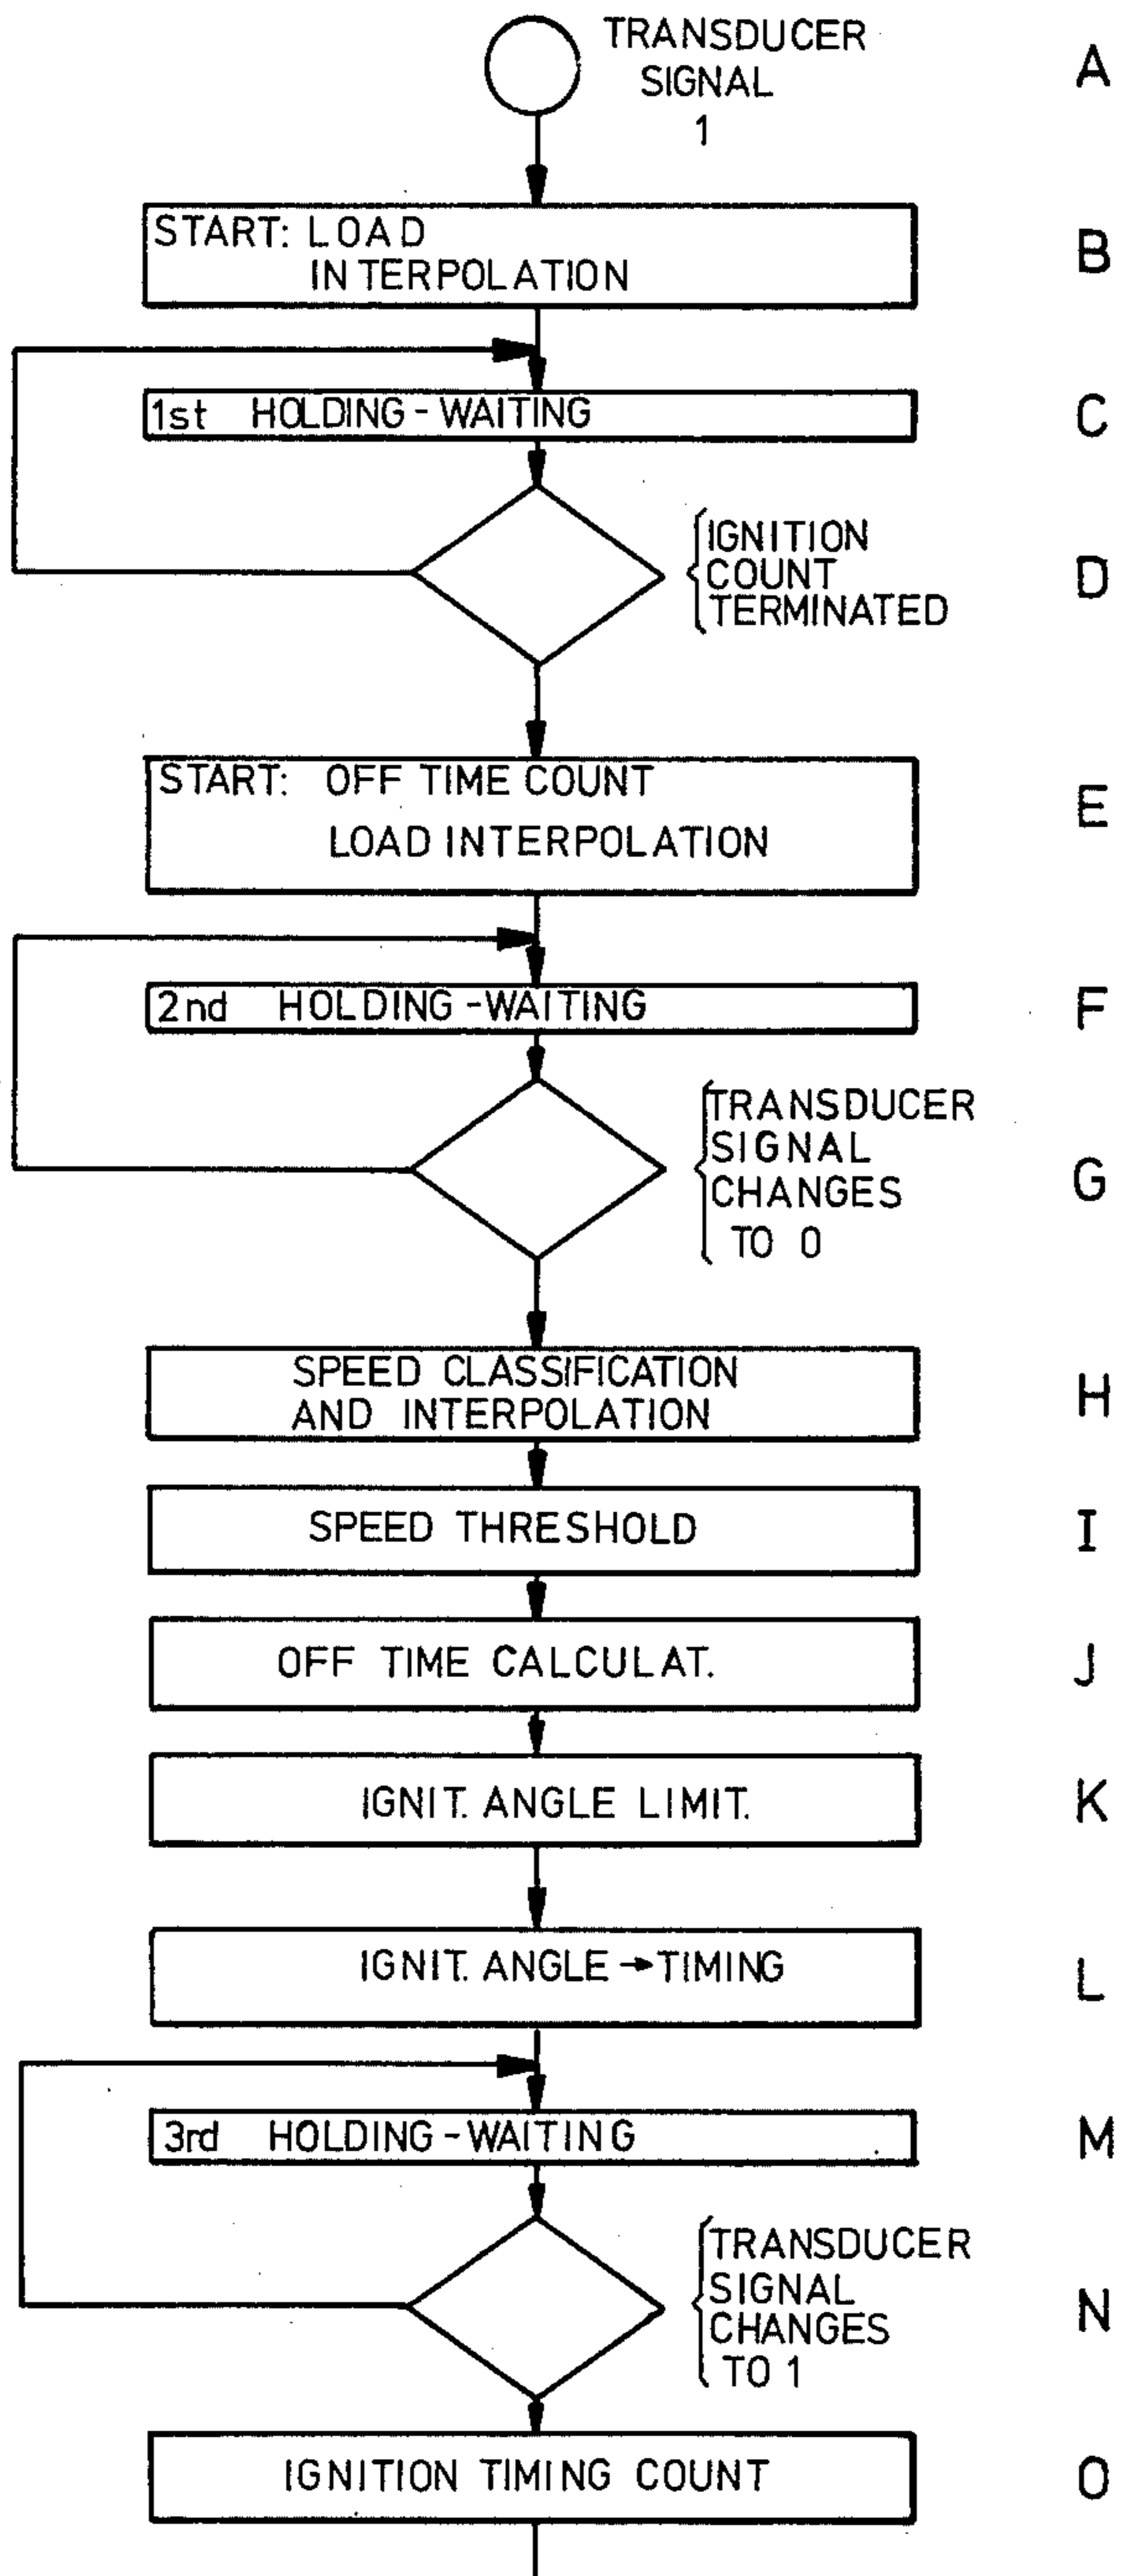 TRANSDUCER
SIGNAL
1
A
START: LOAD
INTERPOLATION
B
1st HOLDING-WAITING
C
IGNITION
COUNT
TERMINATED
D
START: OFF TIME COUNT
LOAD INTERPOLATION
E
2nd HOLDING-WAITING
F
TRANSDUCER
SIGNAL
CHANGES
TO 0
G
SPEED CLASSIFICATION
AND INTERPOLATION
H
SPEED THRESHOLD
I
OFF TIME CALCULAT.
J
IGNIT. ANGLE LIMIT.
K
IGNIT. ANGLE → TIMING
L
3rd HOLDING-WAITING
M
TRANSDUCER
SIGNAL
CHANGES
TO 1
N
IGNITION TIMING COUNT
O